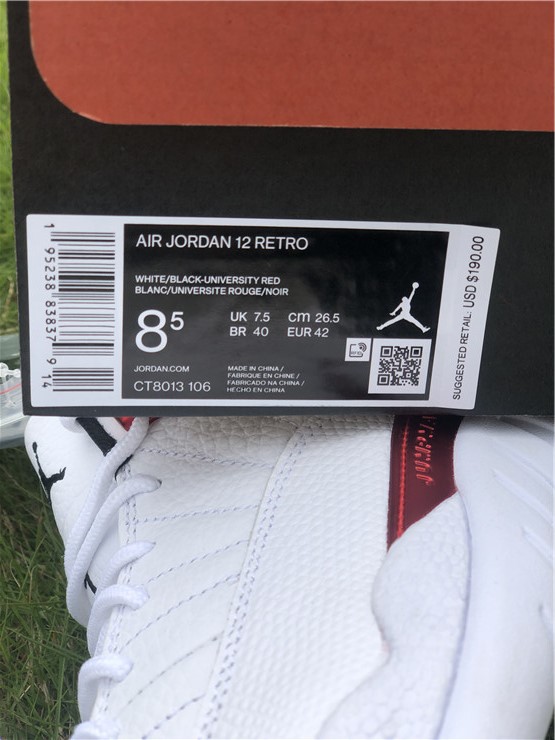 AIR JORDAN 12 RETRO
WHITE/BLACK-UNIVERSITY RED
BLANC/UNIVERSITE ROUGE/NOIR
8⁵
UK 7.5 cm 26.5
BR 40 EUR 42
JORDAN.COM
CT8013 106
MADE IN CHINA /
FABRIQUE EN CHINE /
FABRICADO NA CHINA /
HECHO EN CHINA
1 95238 83837 9 14
SUGGESTED RETAIL: USD $190.00